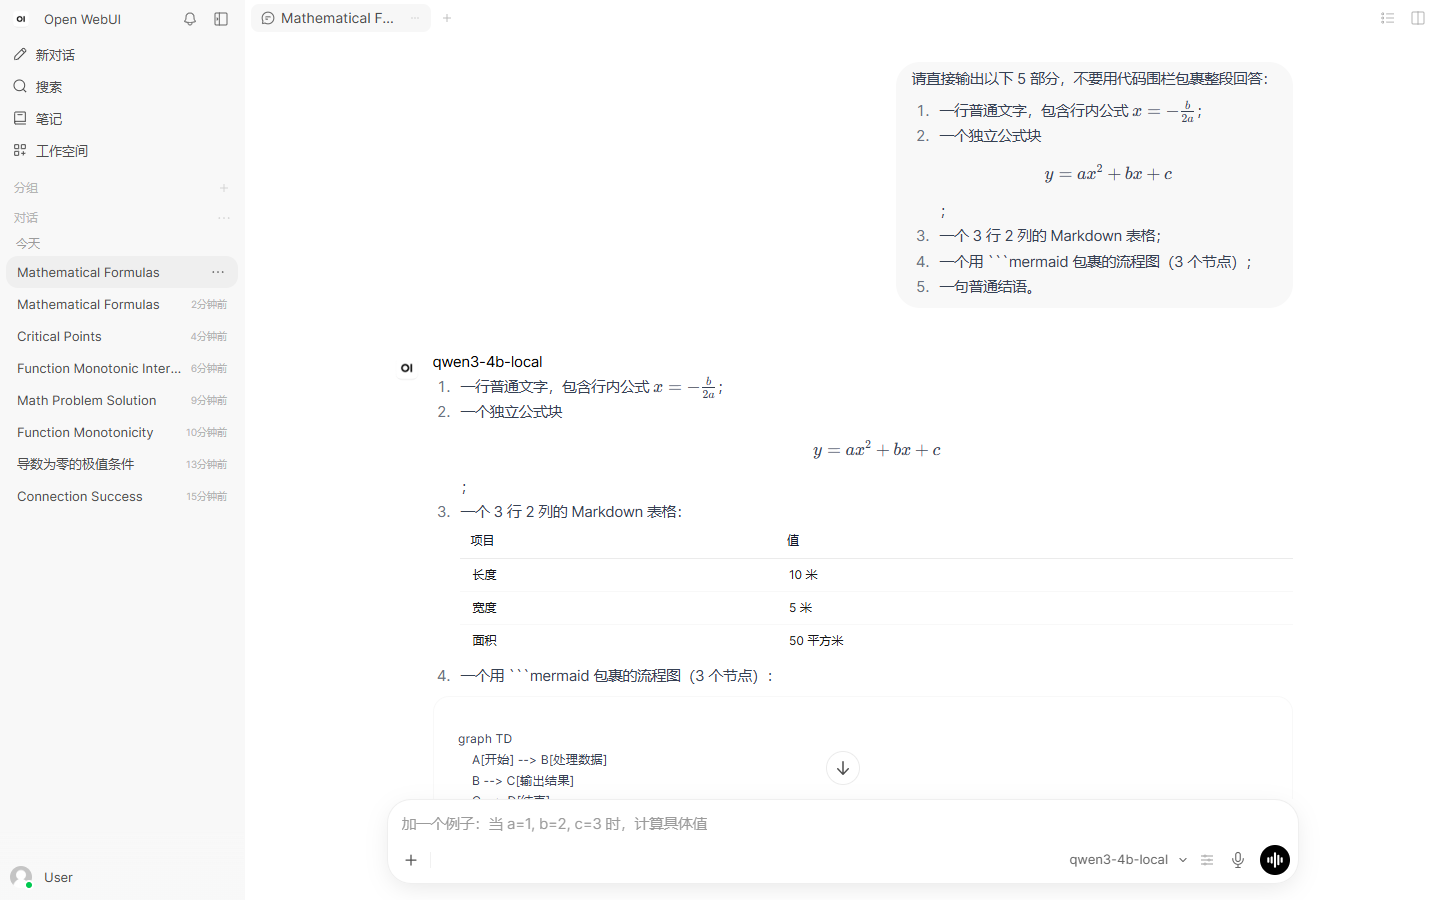 OI Open WebUI
新对话
搜索
笔记
工作空间
分组
对话
今天
Mathematical Formulas
Mathematical Formulas 2分钟前
Critical Points 4分钟前
Function Monotonic Inter... 6分钟前
Math Problem Solution 9分钟前
Function Monotonicity 10分钟前
导数为零的极值条件 13分钟前
Connection Success 15分钟前
User
Mathematical F...
请直接输出以下 5 部分，不要用代码围栏包裹整段回答：
1. 一行普通文字，包含行内公式 x = −b/2a；
2. 一个独立公式块
y = ax² + bx + c
；
3. 一个 3 行 2 列的 Markdown 表格；
4. 一个用 ```mermaid 包裹的流程图（3 个节点）；
5. 一句普通结语。
OI qwen3-4b-local
1. 一行普通文字，包含行内公式 x = −b/2a；
2. 一个独立公式块
y = ax² + bx + c
；
3. 一个 3 行 2 列的 Markdown 表格：
项目 值
长度 10 米
宽度 5 米
面积 50 平方米
4. 一个用 ```mermaid 包裹的流程图（3 个节点）：
graph TD
A[开始] --> B[处理数据]
B --> C[输出结果]
加一个例子：当 a=1, b=2, c=3 时，计算具体值
qwen3-4b-local